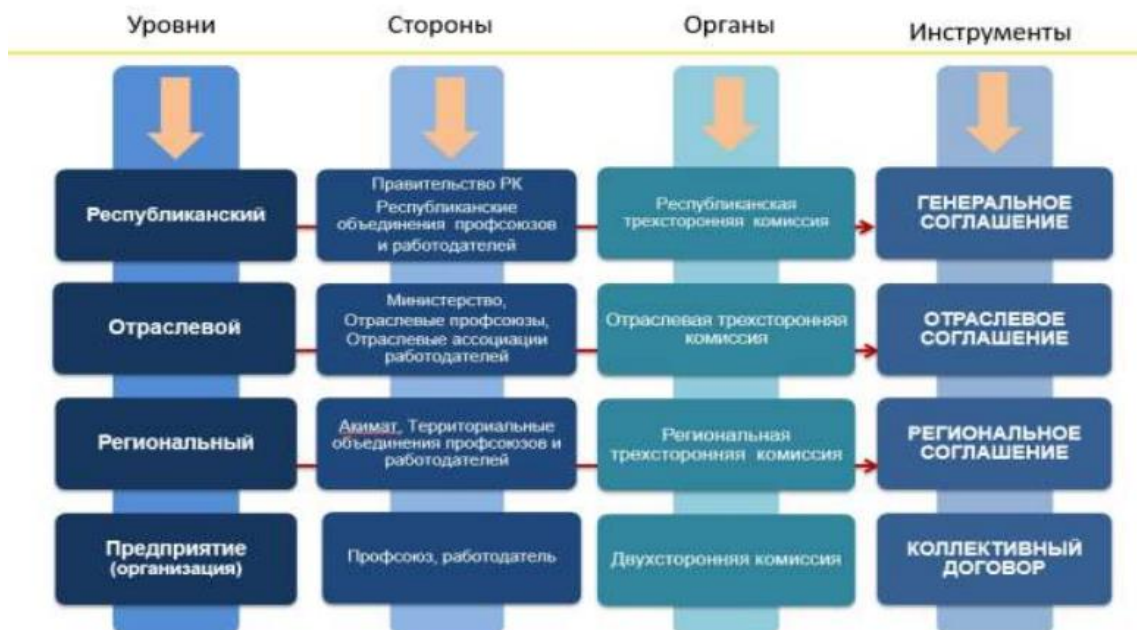 Уровни
Стороны
Органы
Инструменты
Республиканский
Правительство РК
Республиканские
объединения профсоюзов
и работодателей
Республиканская
трехсторонняя комиссия
ГЕНЕРАЛЬНОЕ
СОГЛАШЕНИЕ
Отраслевой
Министерство,
Отраслевые профсоюзы,
Отраслевые ассоциации
работодателей
Отраслевая трехсторонняя
комиссия
ОТРАСЛЕВОЕ
СОГЛАШЕНИЕ
Региональный
Акимат, Территориальные
объединения профсоюзов и
работодателей
Региональная
трехсторонняя комиссия
РЕГИОНАЛЬНОЕ
СОГЛАШЕНИЕ
Предприятие
(организация)
Профсоюз, работодатель
Двухсторонняя комиссия
КОЛЛЕКТИВНЫЙ
ДОГОВОР